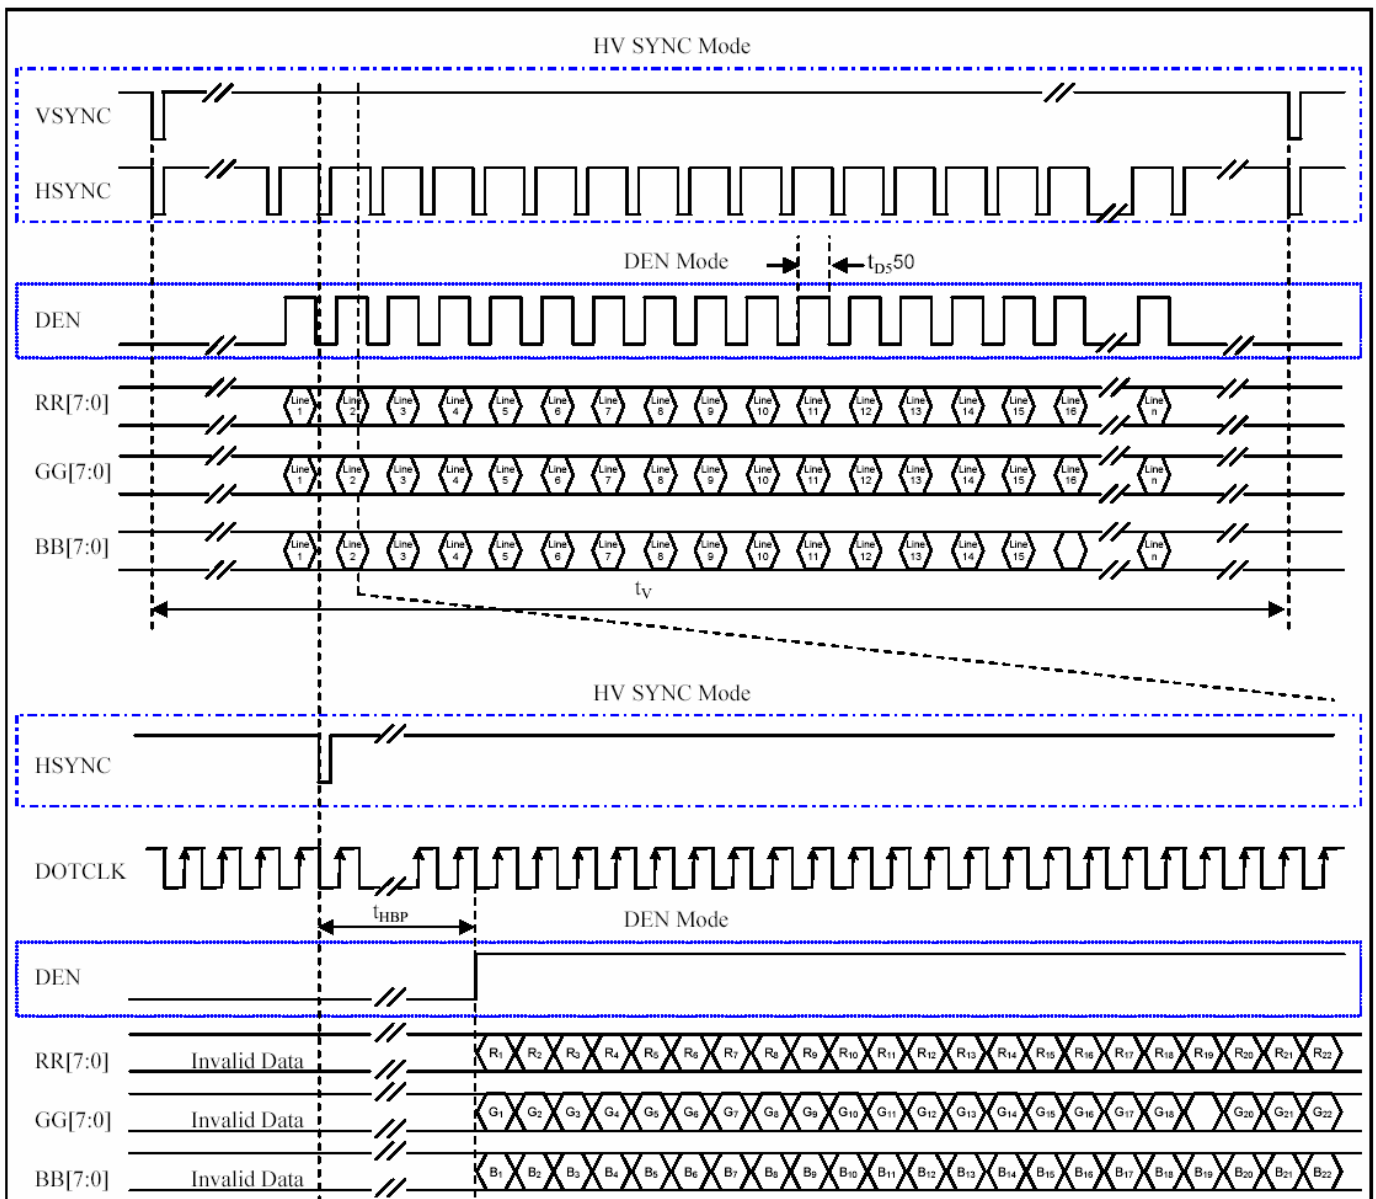 HV SYNC Mode
VSYNC
HSYNC
DEN Mode
tD550
DEN
RR[7:0]
Line 1 Line 2 Line 3 Line 4 Line 5 Line 6 Line 7 Line 8 Line 9 Line 10 Line 11 Line 12 Line 13 Line 14 Line 15 Line 16 Line n
GG[7:0]
Line 1 Line 2 Line 3 Line 4 Line 5 Line 6 Line 7 Line 8 Line 9 Line 10 Line 11 Line 12 Line 13 Line 14 Line 15 Line 16 Line n
BB[7:0]
Line 1 Line 2 Line 3 Line 4 Line 5 Line 6 Line 7 Line 8 Line 9 Line 10 Line 11 Line 12 Line 13 Line 14 Line 15 Line n
tV
HV SYNC Mode
HSYNC
DOTCLK
tHBP
DEN Mode
DEN
RR[7:0] Invalid Data R1 R2 R3 R4 R5 R6 R7 R8 R9 R10 R11 R12 R13 R14 R15 R16 R17 R18 R19 R20 R21 R22
GG[7:0] Invalid Data G1 G2 G3 G4 G5 G6 G7 G8 G9 G10 G11 G12 G13 G14 G15 G16 G17 G18 G20 G21 G22
BB[7:0] Invalid Data B1 B2 B3 B4 B5 B6 B7 B8 B9 B10 B11 B12 B13 B14 B15 B16 B17 B18 B19 B20 B21 B22